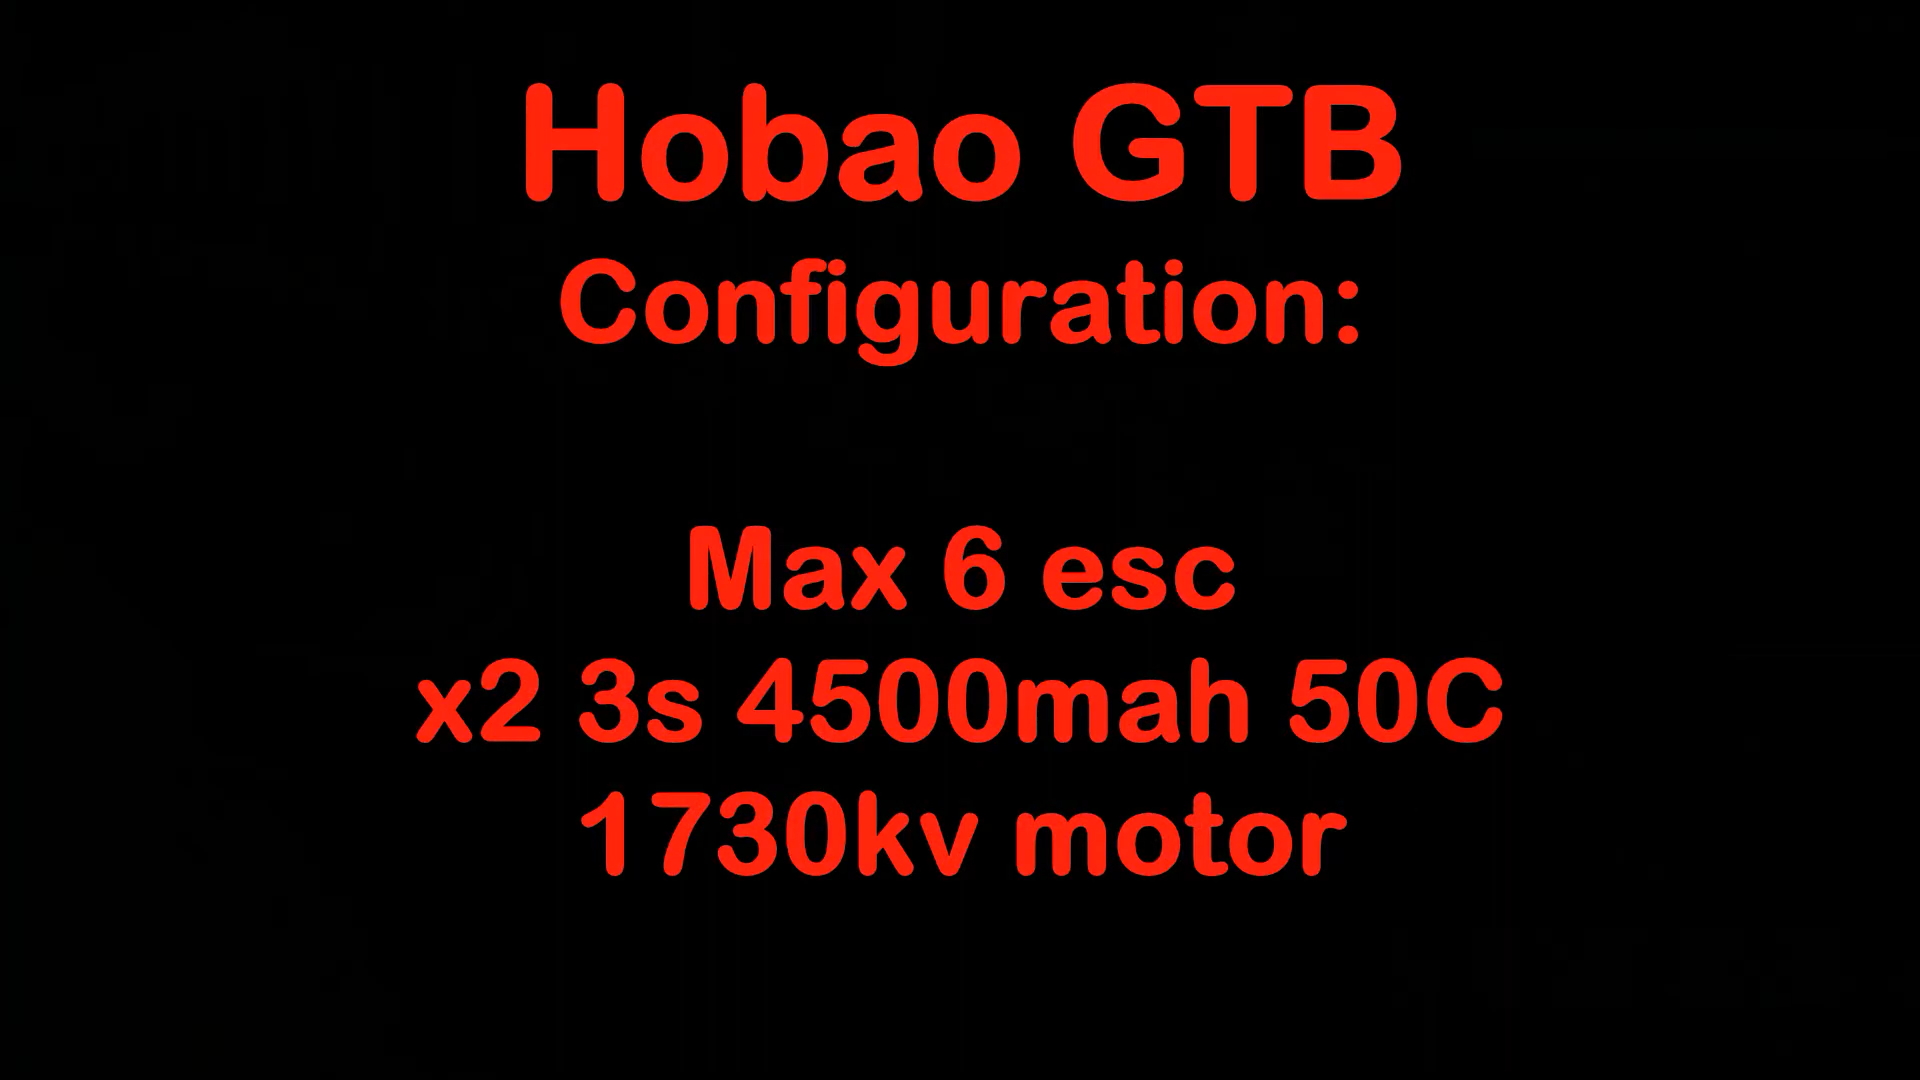 Hobao GTB
Configuration:
Max 6 esc
x2 3s 4500mah 50C
1730kv motor